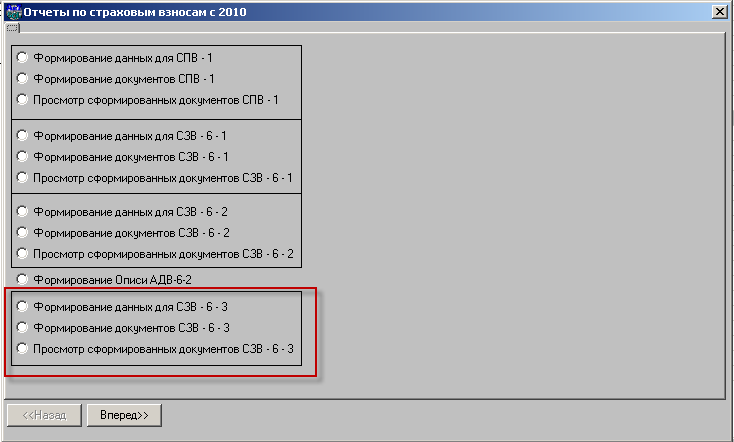 Отчеты по страховым взносам с 2010
Формирование данных для СПВ - 1
Формирование документов СПВ - 1
Просмотр сформированных документов СПВ - 1
Формирование данных для СЗВ - 6 - 1
Формирование документов СЗВ - 6 - 1
Просмотр сформированных документов СЗВ - 6 - 1
Формирование данных для СЗВ - 6 - 2
Формирование документов СЗВ - 6 - 2
Просмотр сформированных документов СЗВ - 6 - 2
Формирование Описи АДВ-6-2
Формирование данных для СЗВ - 6 - 3
Формирование документов СЗВ - 6 - 3
Просмотр сформированных документов СЗВ - 6 - 3
<<Назад Вперед>>